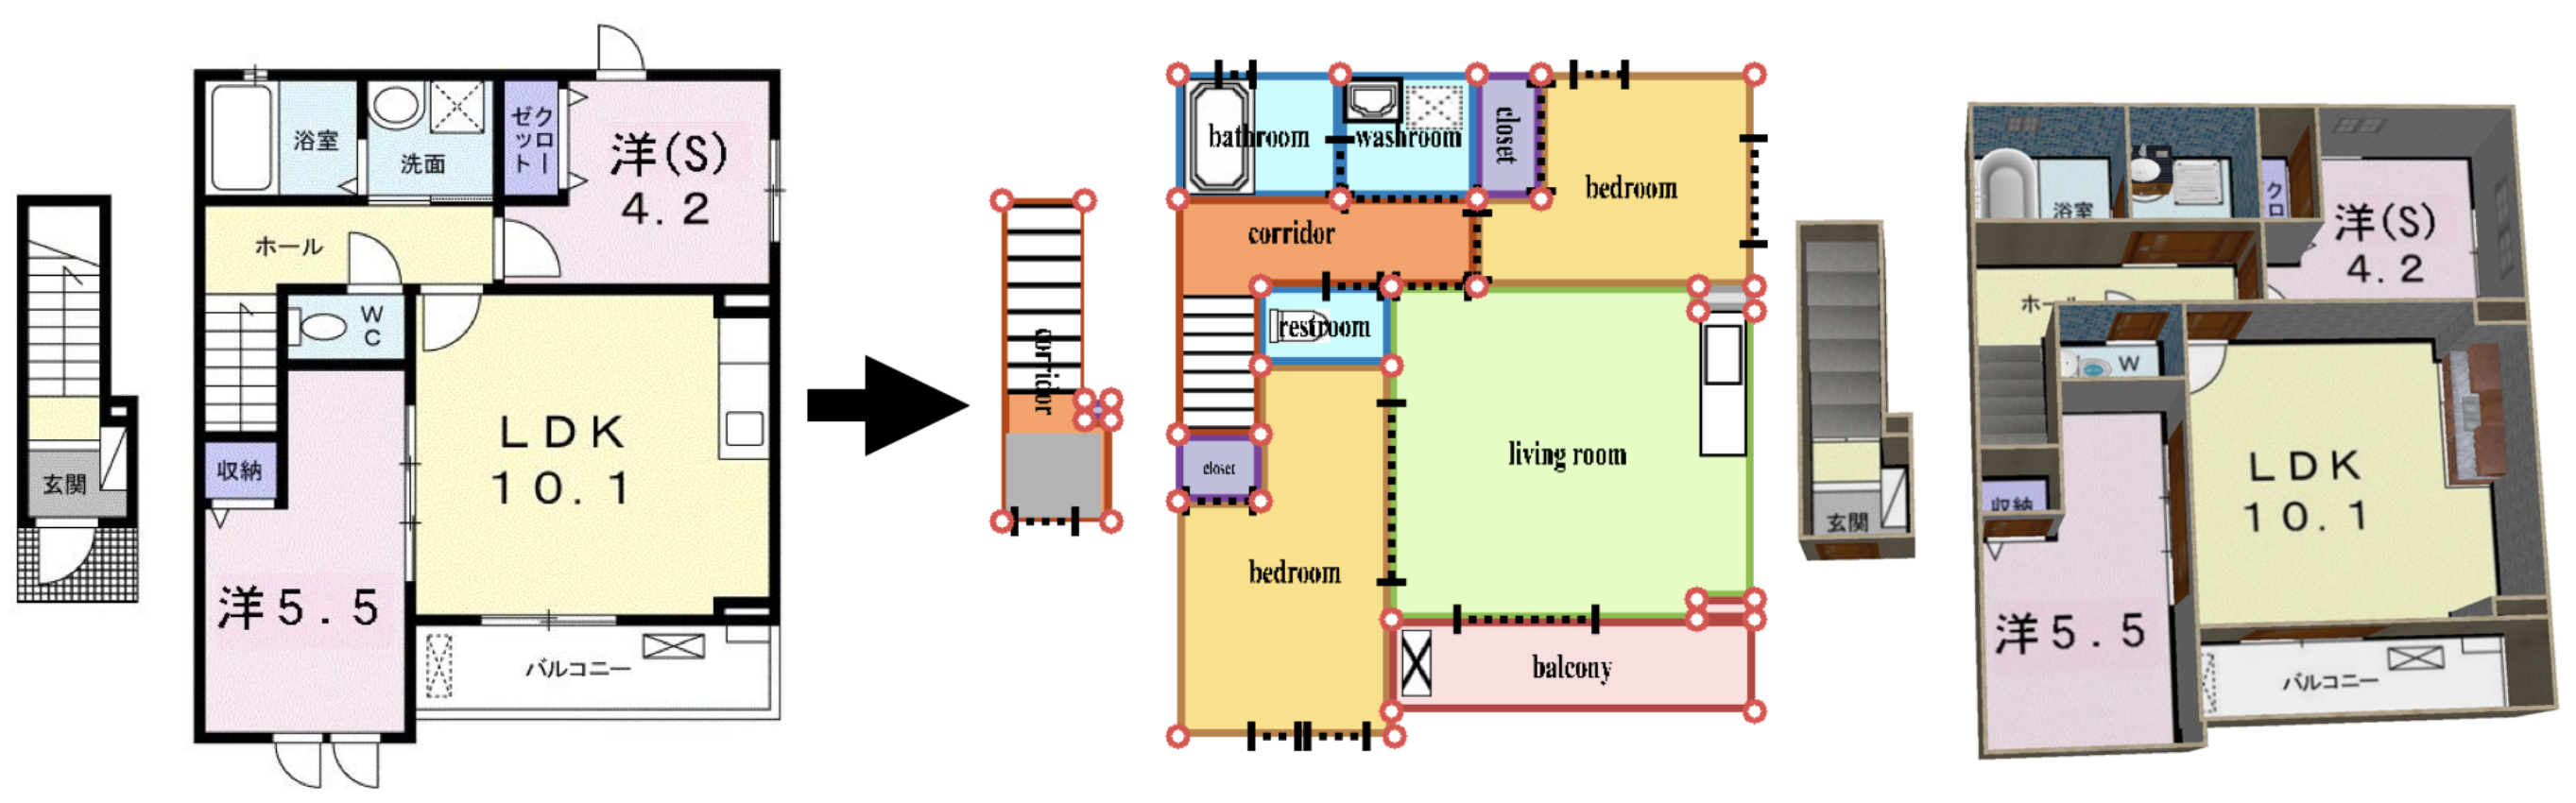 浴室
洗面
クロー
ゼット
洋(S)
4.2
ホール
WC
LDK
10.1
収納
玄関
洋5.5
バルコニー
bathroom
washroom
closet
bedroom
corridor
restroom
corridor
living room
closet
bedroom
balcony
浴室
クロ
洋(S)
4.2
ホール
W
LDK
10.1
収納
玄関
洋5.5
バルコニー